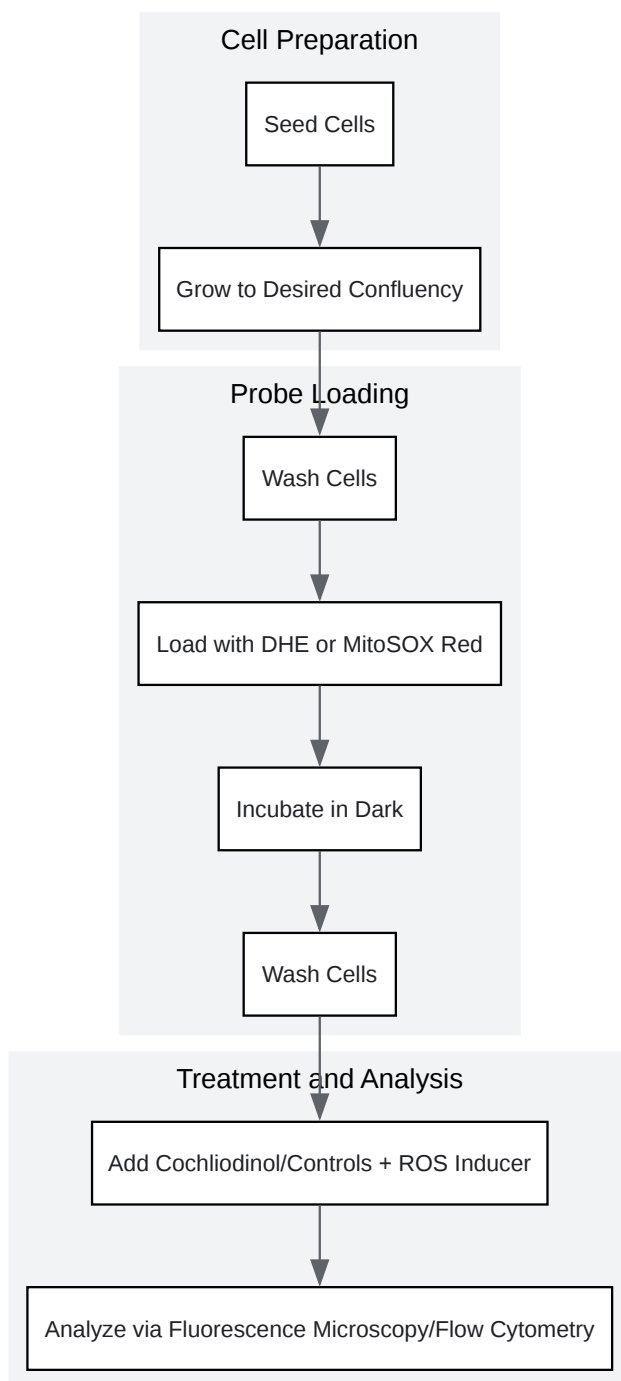 Cell Preparation
Seed Cells
Grow to Desired Confluency
Probe Loading
Wash Cells
Load with DHE or MitoSOX Red
Incubate in Dark
Wash Cells
Treatment and Analysis
Add Cochliodinol/Controls + ROS Inducer
Analyze via Fluorescence Microscopy/Flow Cytometry